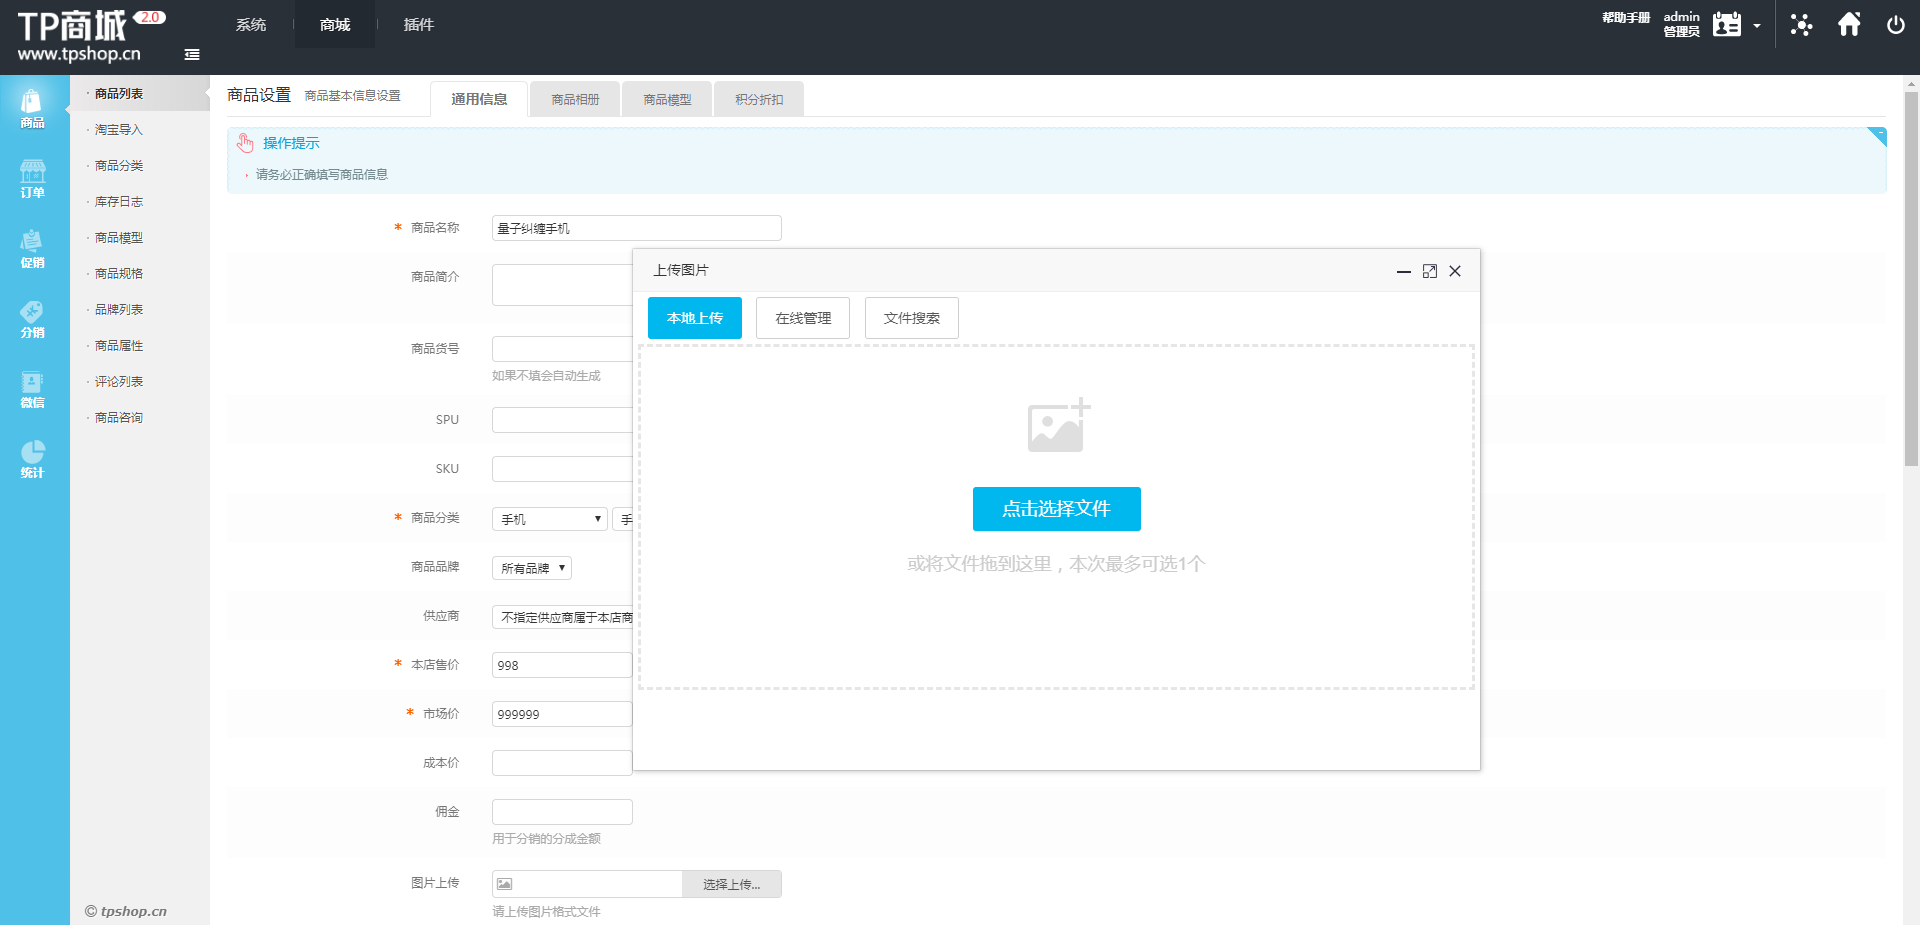 TP商城 2.0
www.tpshop.cn
系统
商城
插件
帮助手册
admin
管理员
商品
订单
促销
分销
微信
统计
· 商品列表
· 淘宝导入
· 商品分类
· 库存日志
· 商品模型
· 商品规格
· 品牌列表
· 商品属性
· 评论列表
· 商品咨询
© tpshop.cn
商品设置 商品基本信息设置
通用信息
商品相册
商品模型
积分折扣
操作提示
请务必正确填写商品信息
* 商品名称 量子纠缠手机
商品简介
商品货号
如果不填会自动生成
SPU
SKU
* 商品分类 手机 手
商品品牌 所有品牌
供应商 不指定供应商属于本店商
* 本店售价 998
* 市场价 999999
成本价
佣金
用于分销的分成金额
图片上传 选择上传...
请上传图片格式文件
上传图片
本地上传
在线管理
文件搜索
点击选择文件
或将文件拖到这里，本次最多可选1个